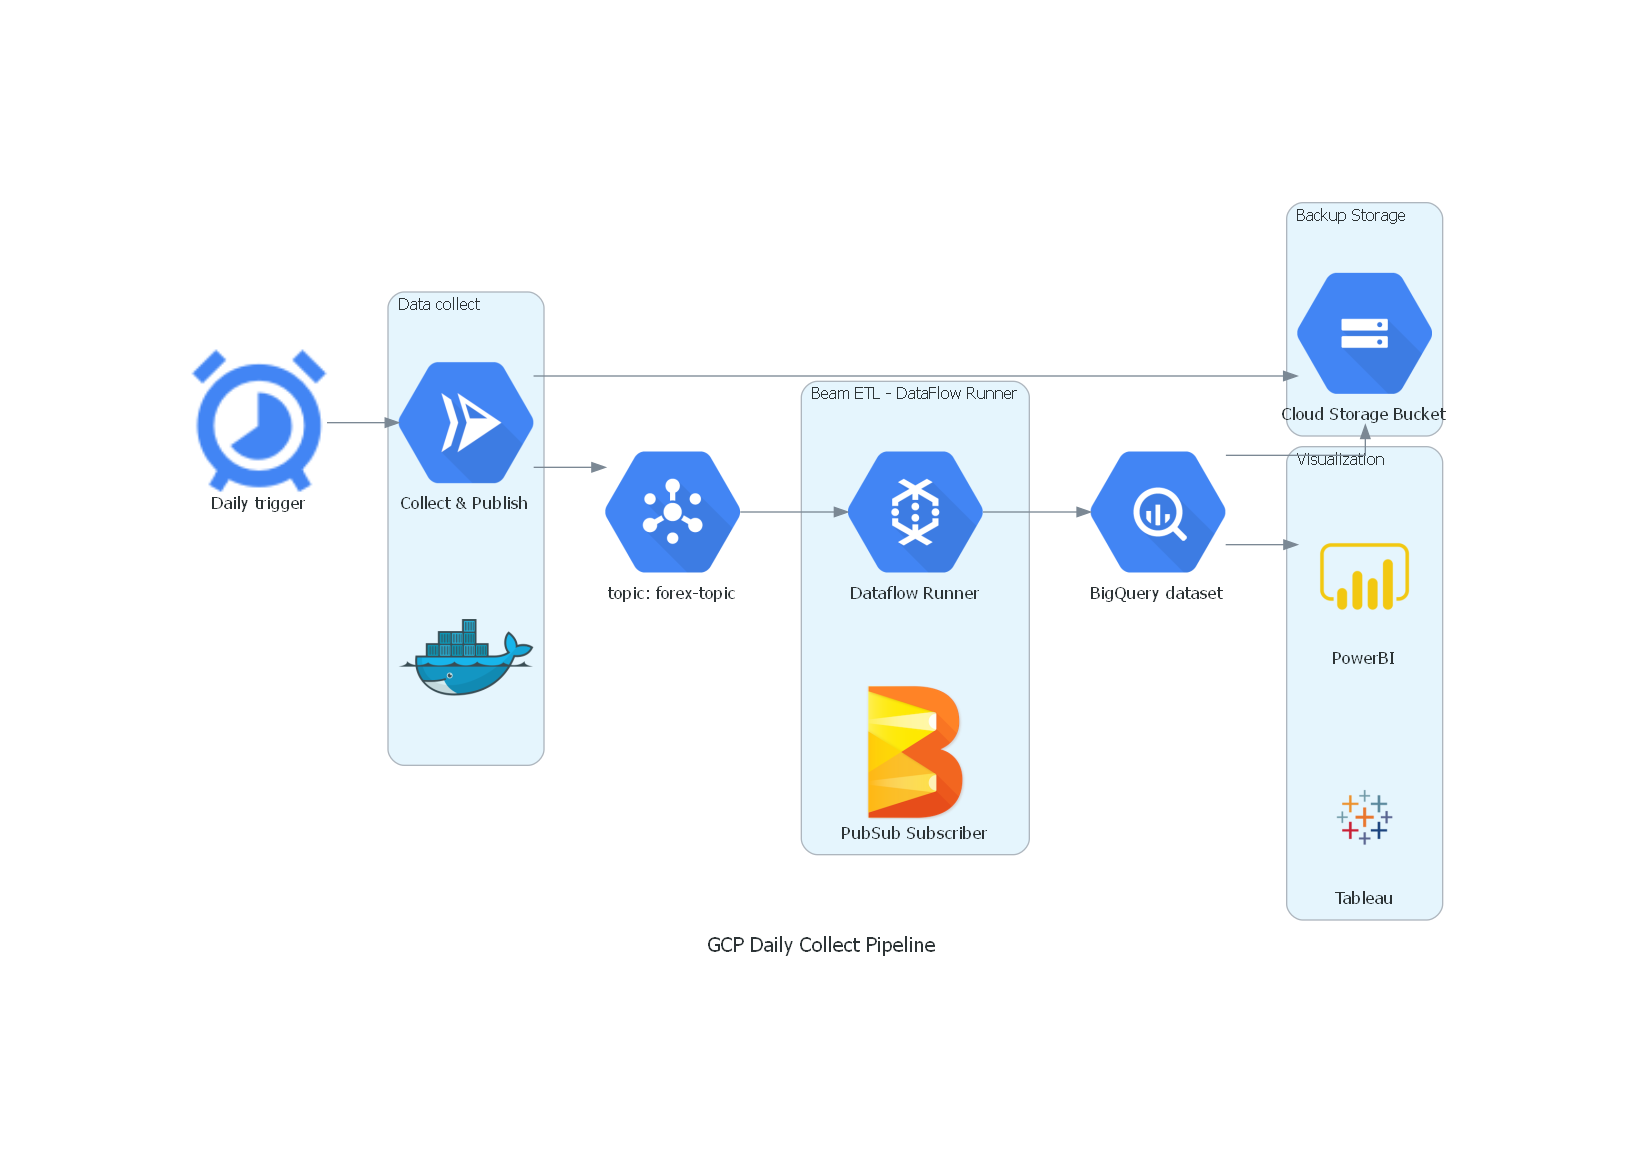 Backup Storage
Data collect
Beam ETL - DataFlow Runner
Cloud Storage Bucket
Visualization
Daily trigger
Collect & Publish
topic: forex-topic
Dataflow Runner
BigQuery dataset
PowerBI
PubSub Subscriber
Tableau
GCP Daily Collect Pipeline